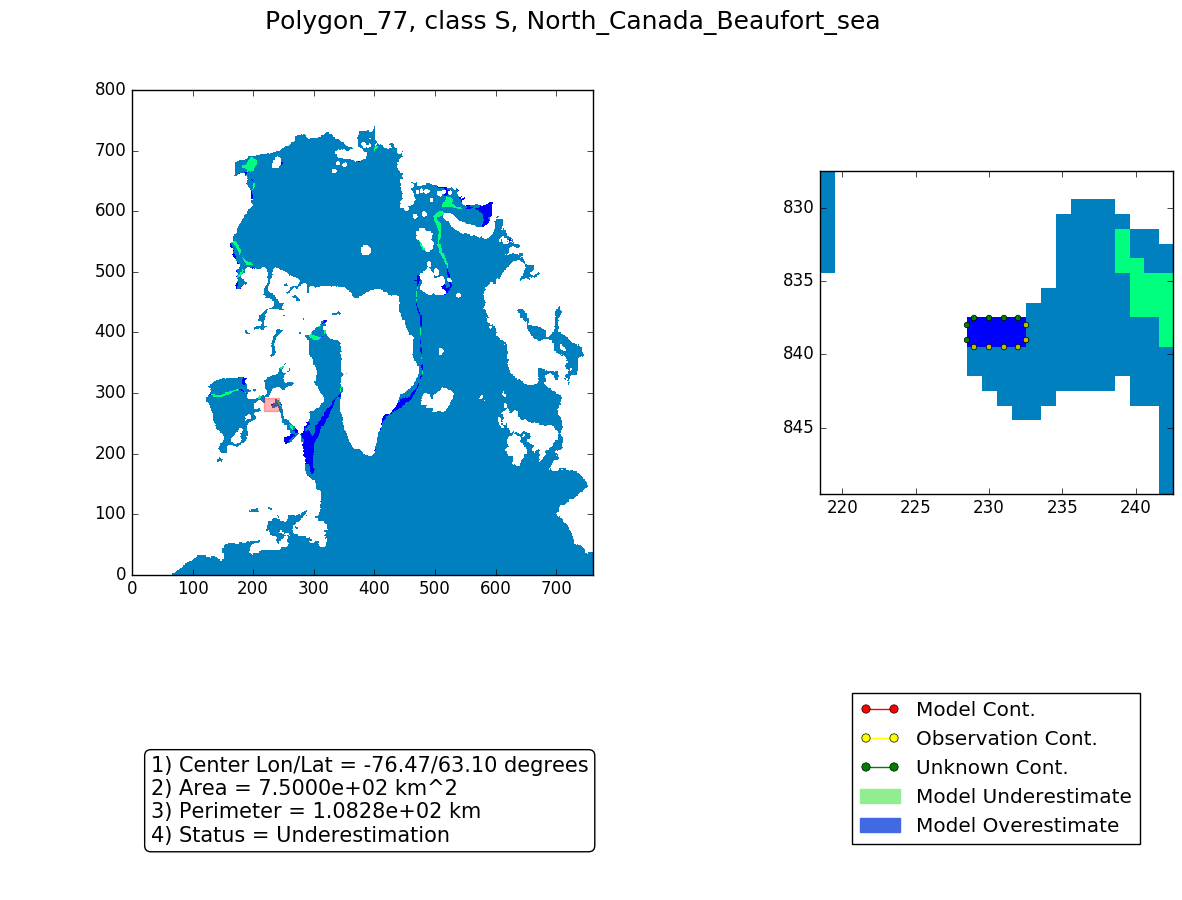 Polygon_77, class S, North_Canada_Beaufort_sea
800
700
600
500
400
300
200
100
0
0 100 200 300 400 500 600 700
830
835
840
845
220 225 230 235 240
1) Center Lon/Lat = -76.47/63.10 degrees
2) Area = 7.5000e+02 km^2
3) Perimeter = 1.0828e+02 km
4) Status = Underestimation
Model Cont.
Observation Cont.
Unknown Cont.
Model Underestimate
Model Overestimate